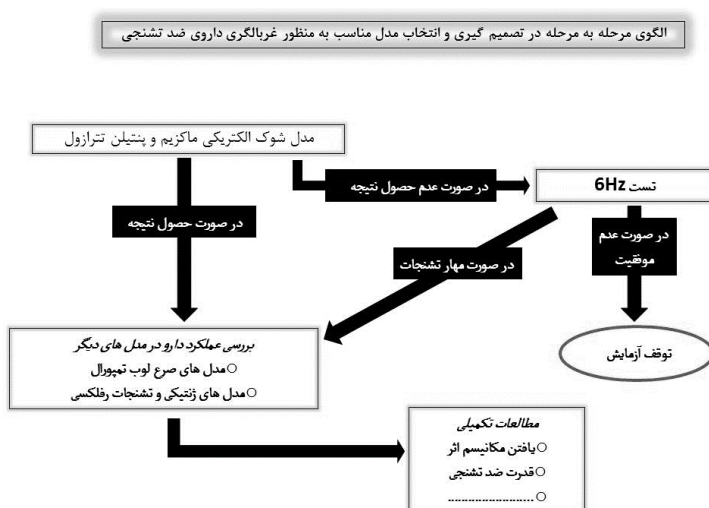 الگوی مرحله به مرحله در تصمیم گیری و انتخاب مدل مناسب به منظور غربالگری داروی ضد تشنجی
مدل شوک الکتریکی ماکزیم و پنتیلن تترازول
در صورت عدم حصول نتیجه
تست 6Hz
در صورت حصول نتیجه
در صورت مهار تشنجات
در صورت عدم
موفقیت
بررسی عملکرد دارو در مدل های دیگر
○مدل های صرع لوب تمپورال
○مدل های ژنتیکی و تشنجات رفلکسی
توقف آزمایش
مطالعات تکمیلی
○یافتن مکانیسم اثر
○قدرت ضد تشنجی
○........................